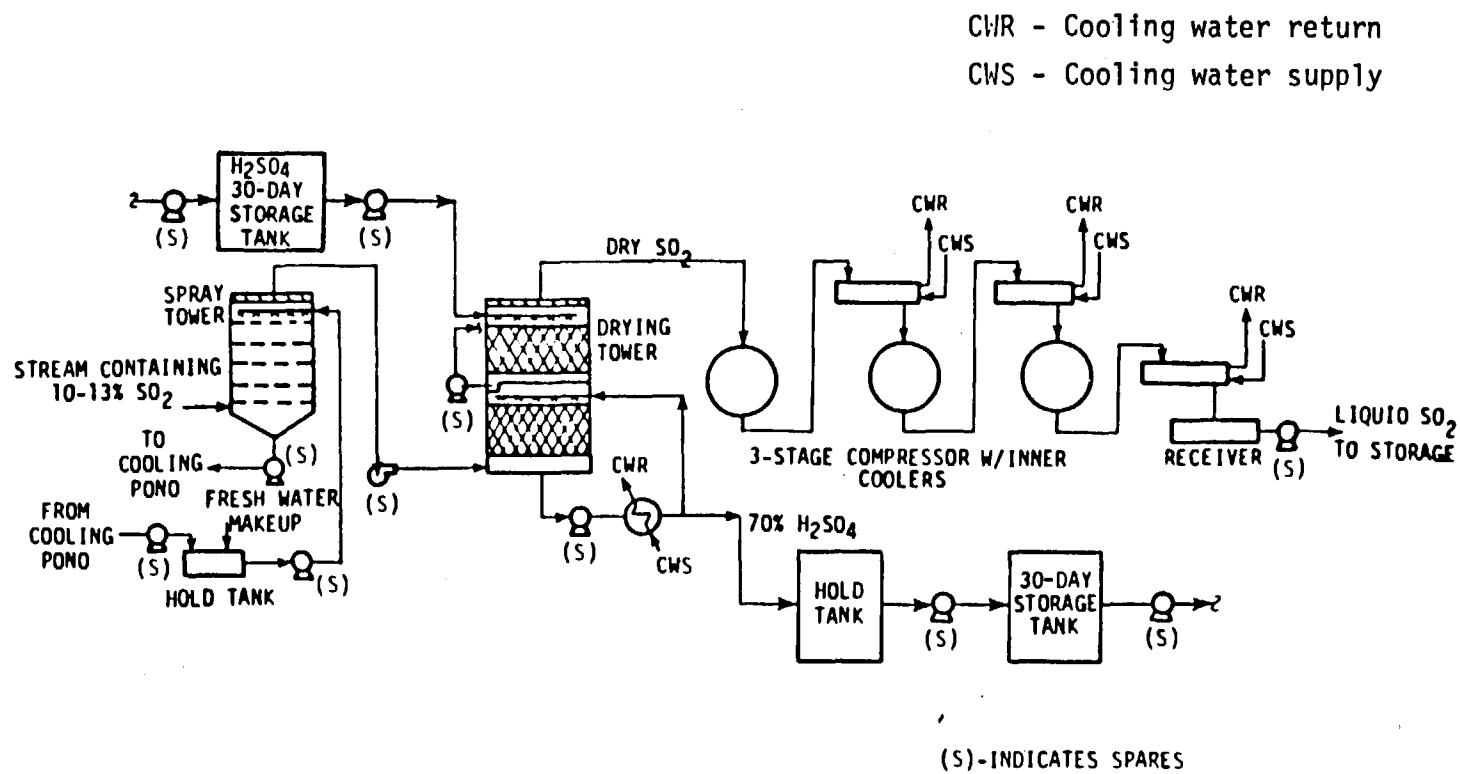 CWR - Cooling water return
CWS - Cooling water supply
H2SO4
30-DAY
STORAGE
TANK
(S)
(S)
SPRAY
TOWER
STREAM CONTAINING
10-13% SO2
TO
COOLING
PONO
(S)
FRESH WATER
MAKEUP
FROM
COOLING
PONO
(S)
HOLD TANK
(S)
(S)
DRY SO2
DRYING
TOWER
(S)
CWR
CWS
(S)
70% H2SO4
CWR
CWS
CWR
CWS
CWR
CWS
3-STAGE COMPRESSOR W/INNER
COOLERS
RECEIVER
(S)
LIQUIO SO2
TO STORAGE
HOLD
TANK
(S)
30-DAY
STORAGE
TANK
(S)
(S)-INDICATES SPARES